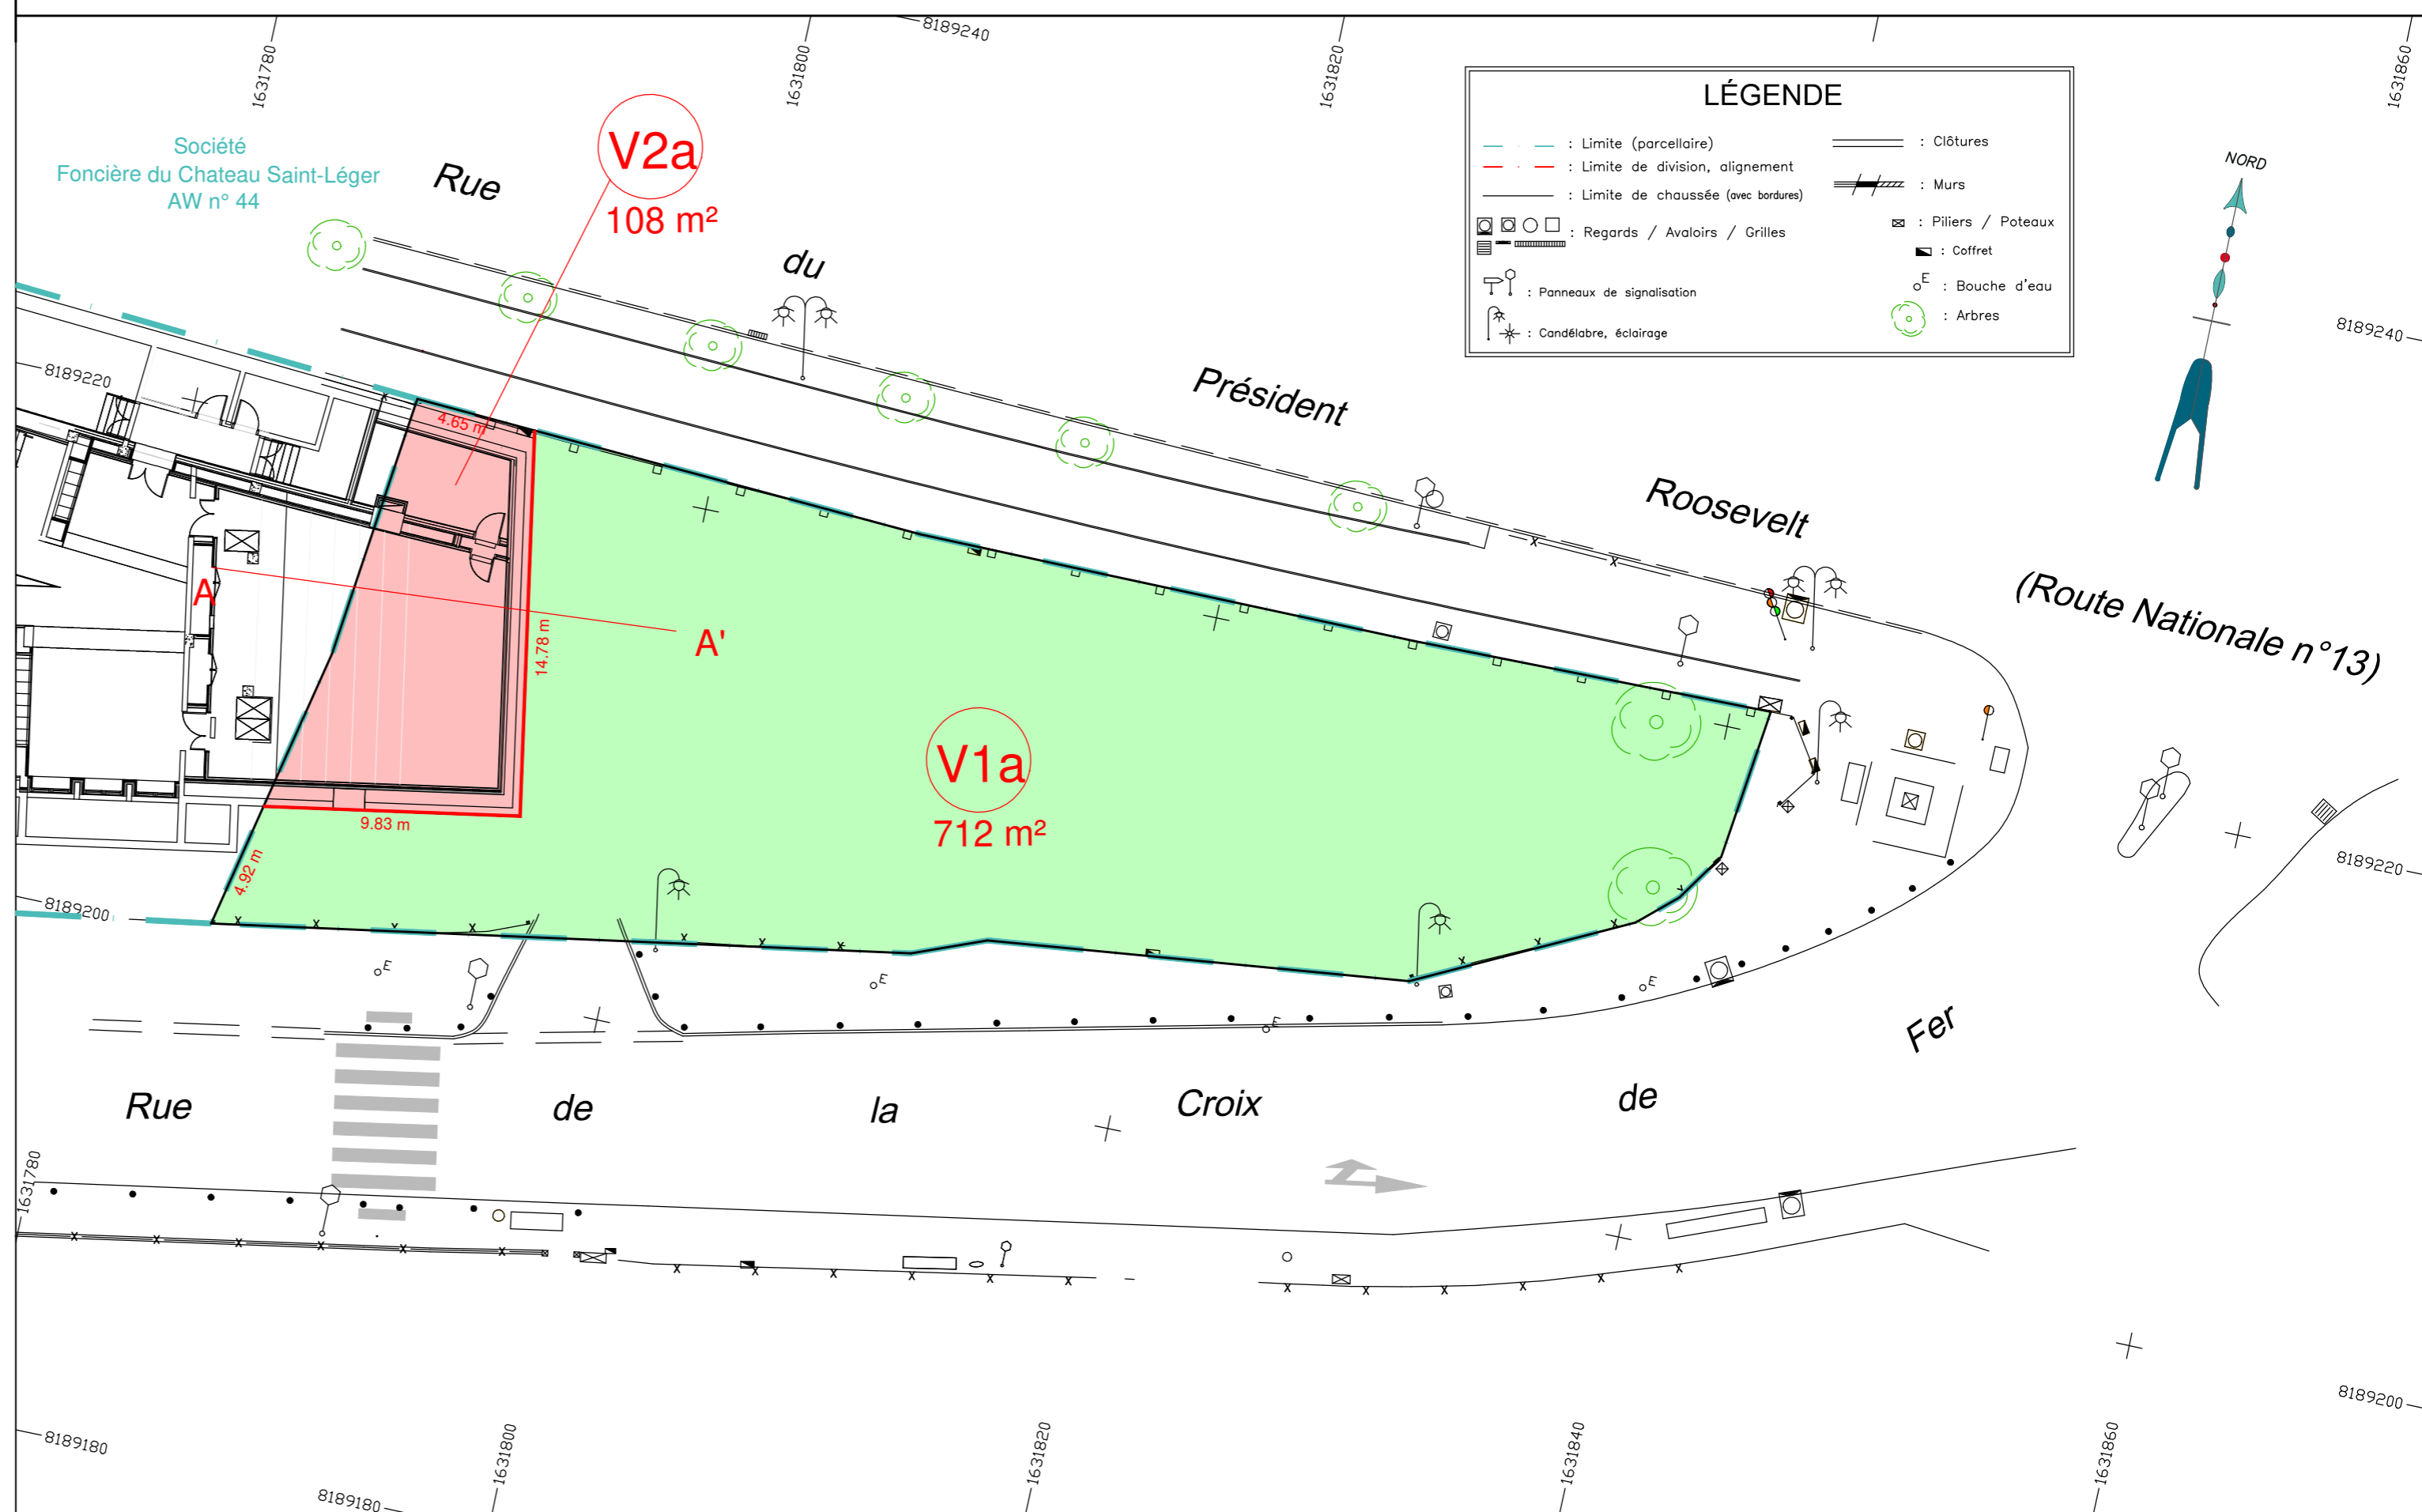 1631780
1631800
8189240
1631820
1631860
LÉGENDE
: Limite (parcellaire)
: Limite de division, alignement
: Limite de chaussée (avec bordures)
: Regards / Avaloirs / Grilles
: Panneaux de signalisation
: Candélabre, éclairage
: Clôtures
: Murs
: Piliers / Poteaux
: Coffret
E : Bouche d'eau
: Arbres
NORD
Société
Foncière du Chateau Saint-Léger
AW n° 44
V2a
108 m²
Rue
du
Président
Roosevelt
(Route Nationale n°13)
8189240
8189220
4.65 m
A
A'
14.78 m
V1a
712 m²
9.83 m
4.92 m
8189220
8189200
E
E
E
E
Rue
de
la
Croix
de
Fer
1631780
8189200
8189180
8189180
1631800
1631820
1631840
1631860